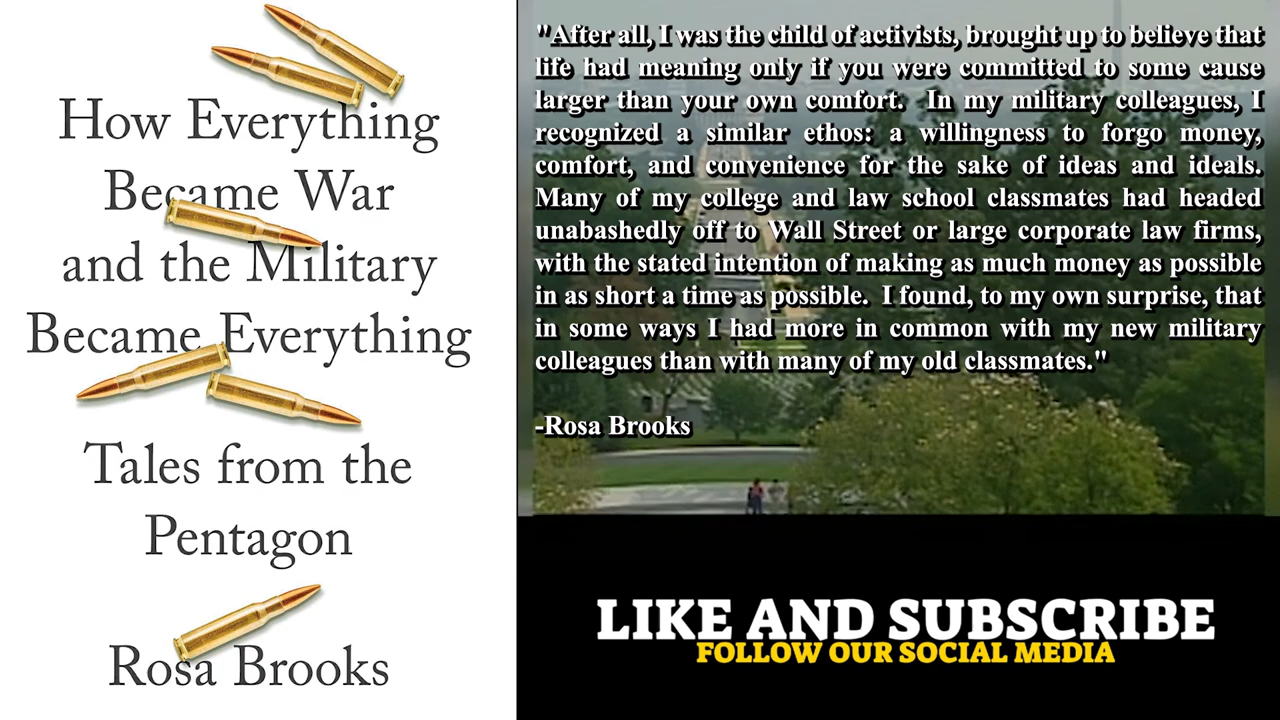 How Everything
Became War
and the Military
Became Everything
Tales from the
Pentagon
Rosa Brooks
"After all, I was the child of activists, brought up to believe that
life had meaning only if you were committed to some cause
larger than your own comfort. In my military colleagues, I
recognized a similar ethos: a willingness to forgo money,
comfort, and convenience for the sake of ideas and ideals.
Many of my college and law school classmates had headed
unabashedly off to Wall Street or large corporate law firms,
with the stated intention of making as much money as possible
in as short a time as possible. I found, to my own surprise, that
in some ways I had more in common with my new military
colleagues than with many of my old classmates."
-Rosa Brooks
LIKE AND SUBSCRIBE
FOLLOW OUR SOCIAL MEDIA